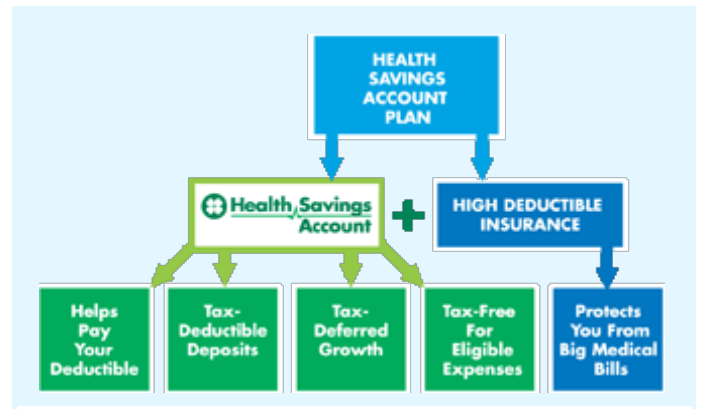 HEALTH
SAVINGS
ACCOUNT
PLAN
Health Savings
Account
+
HIGH DEDUCTIBLE
INSURANCE
Helps
Pay
Your
Deductible
Tax-
Deductible
Deposits
Tax-
Deferred
Growth
Tax-Free
For
Eligible
Expenses
Protects
You From
Big Medical
Bills